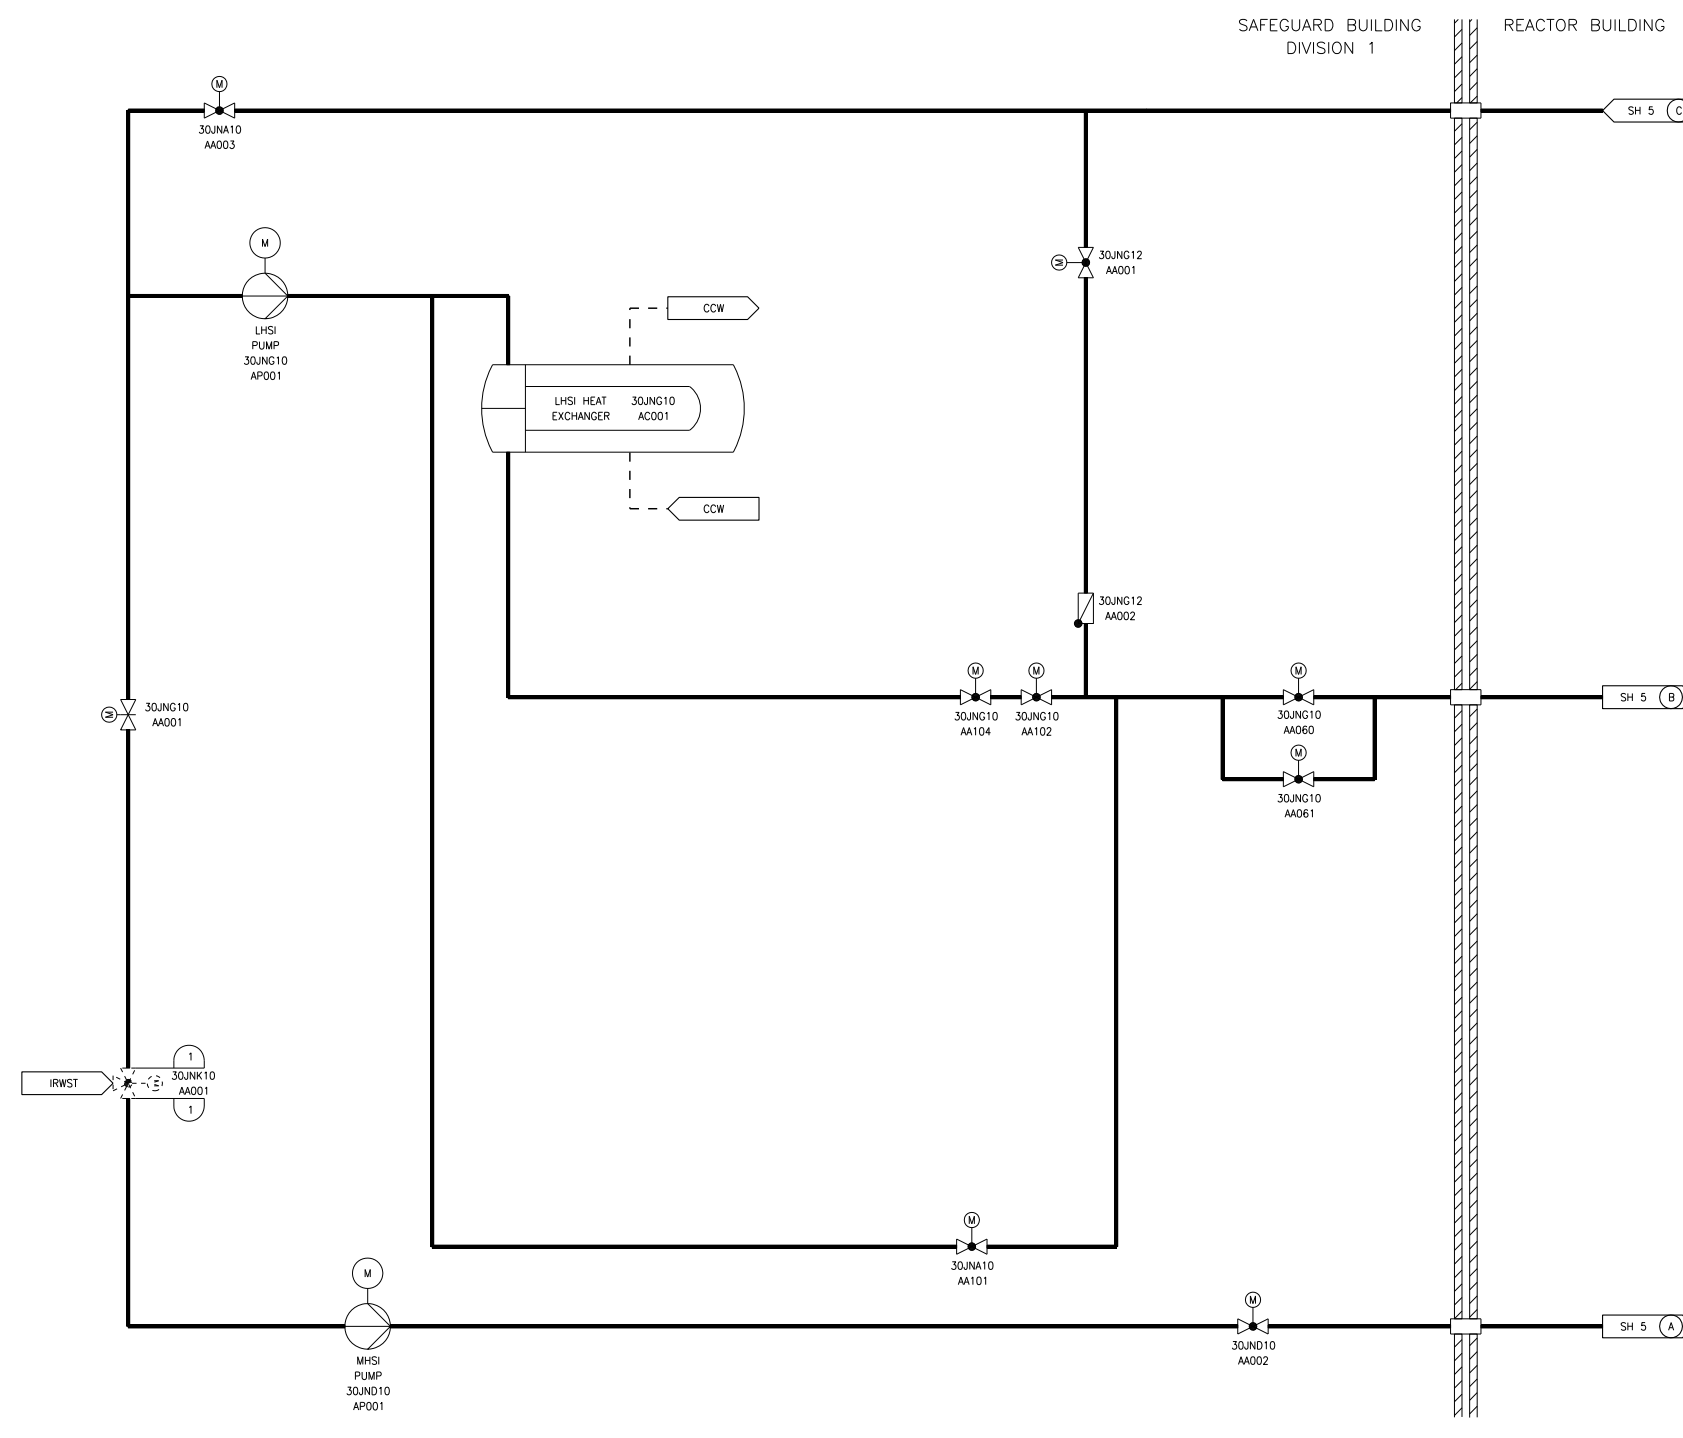 SAFEGUARD BUILDING
DIVISION 1
REACTOR BUILDING
M
30JNA10
AA003
SH 5 C
M
LHSI
PUMP
30JNG10
AP001
M
30JNG12
AA001
CCW
LHSI HEAT
EXCHANGER
30JNG10
AC001
CCW
30JNG12
AA002
M
30JNG10
AA104
M
30JNG10
AA102
M
30JNG10
AA060
SH 5 B
M
30JNG10
AA001
M
30JNG10
AA061
IRWST
1
M
30JNK10
AA001
1
M
30JNA10
AA101
M
MHSI
PUMP
30JND10
AP001
M
30JND10
AA002
SH 5 A